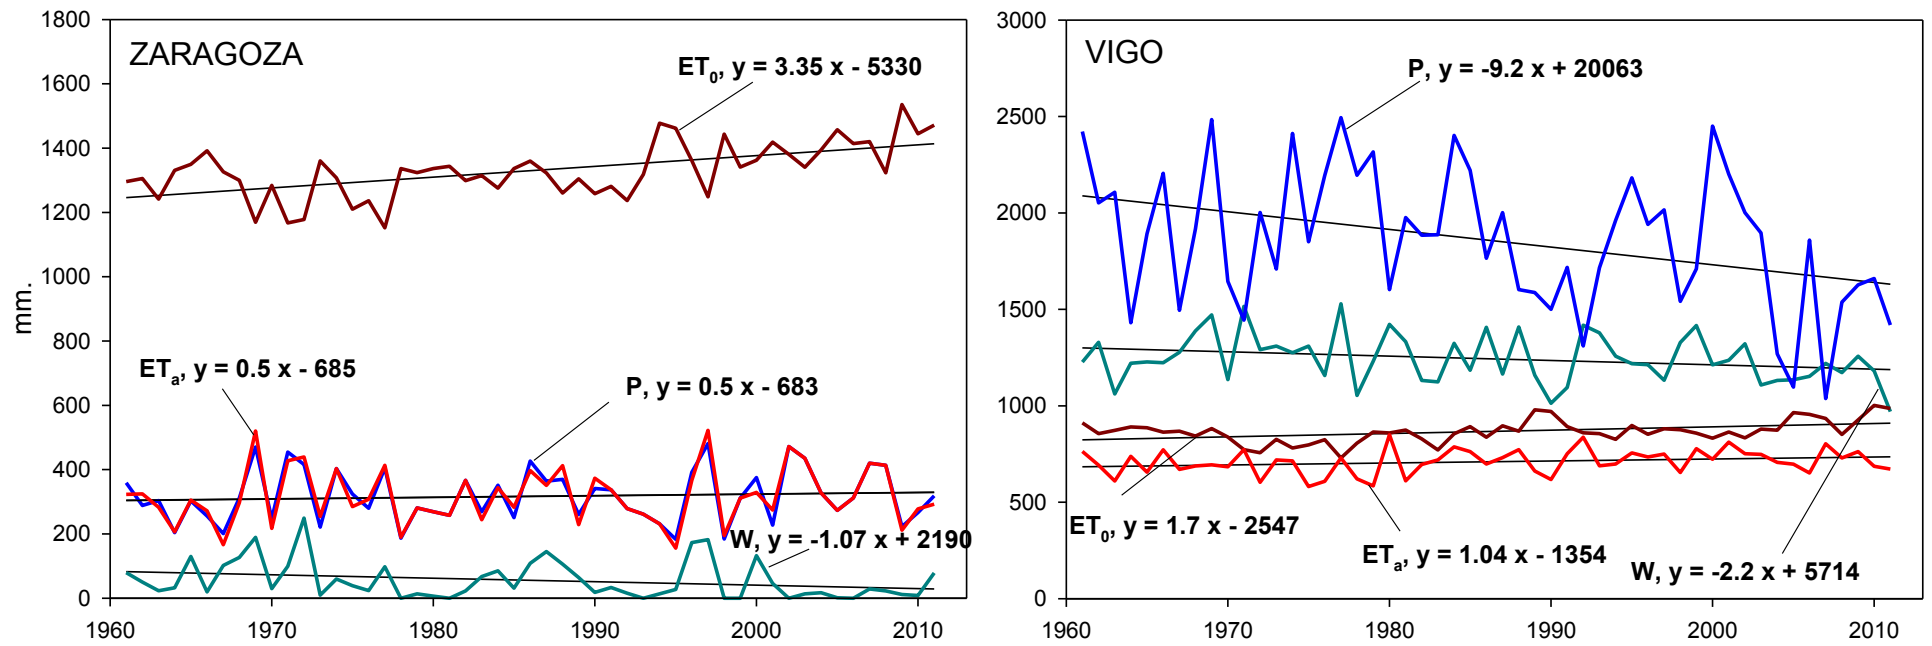 1800
1600
1400
1200
1000
800
600
400
200
0
mm.
ZARAGOZA
ET0, y = 3.35 x - 5330
ETa, y = 0.5 x - 685
P, y = 0.5 x - 683
W, y = -1.07 x + 2190
1960 1970 1980 1990 2000 2010
3000
2500
2000
1500
1000
500
0
VIGO
P, y = -9.2 x + 20063
ET0, y = 1.7 x - 2547
ETa, y = 1.04 x - 1354
W, y = -2.2 x + 5714
1960 1970 1980 1990 2000 2010